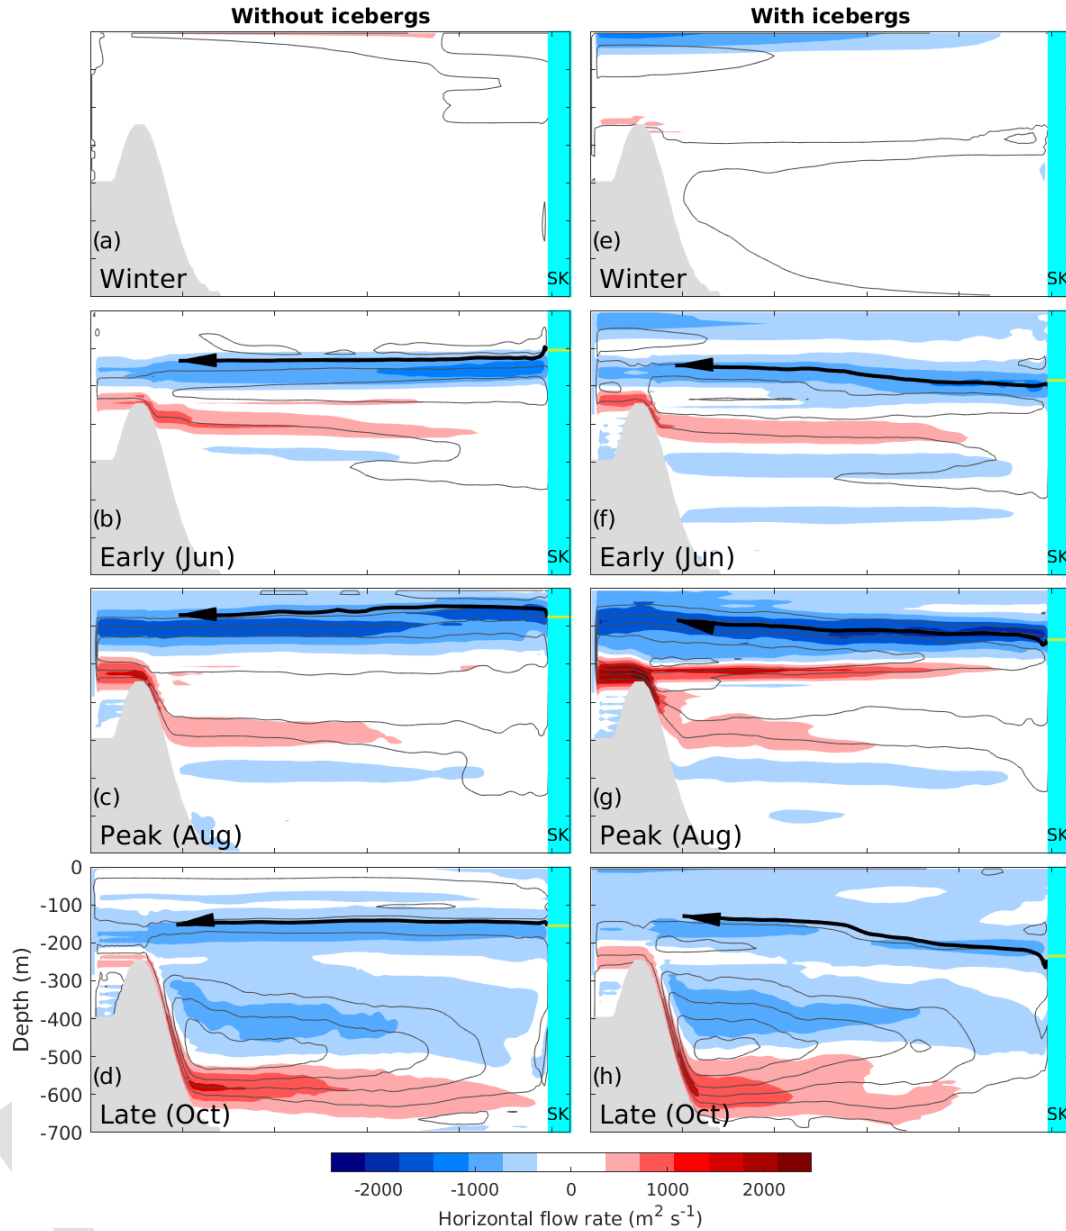 Without icebergs
With icebergs
(a)
Winter
SK
(e)
Winter
SK
(b)
Early (Jun)
SK
(f)
Early (Jun)
SK
(c)
Peak (Aug)
SK
(g)
Peak (Aug)
SK
0
-100
-200
-300
-400
-500
-600
-700
Depth (m)
(d)
Late (Oct)
SK
(h)
Late (Oct)
SK
-2000 -1000 0 1000 2000
Horizontal flow rate (m² s⁻¹)